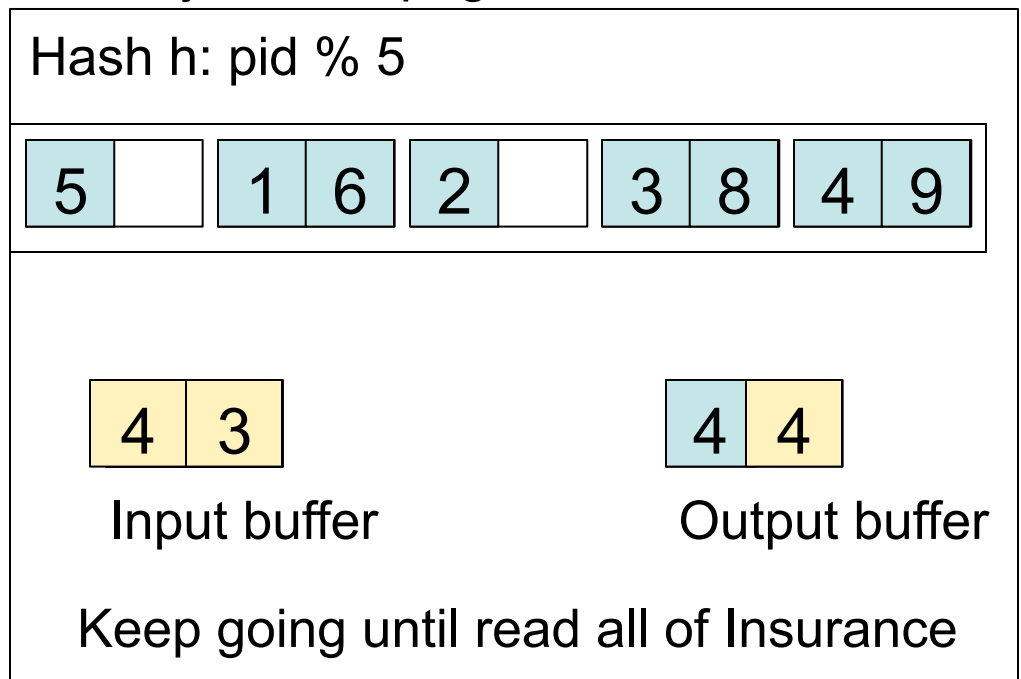 Hash h: pid % 5
5 1 6 2 3 8 4 9
4 3 4 4
Input buffer Output buffer
Keep going until read all of Insurance